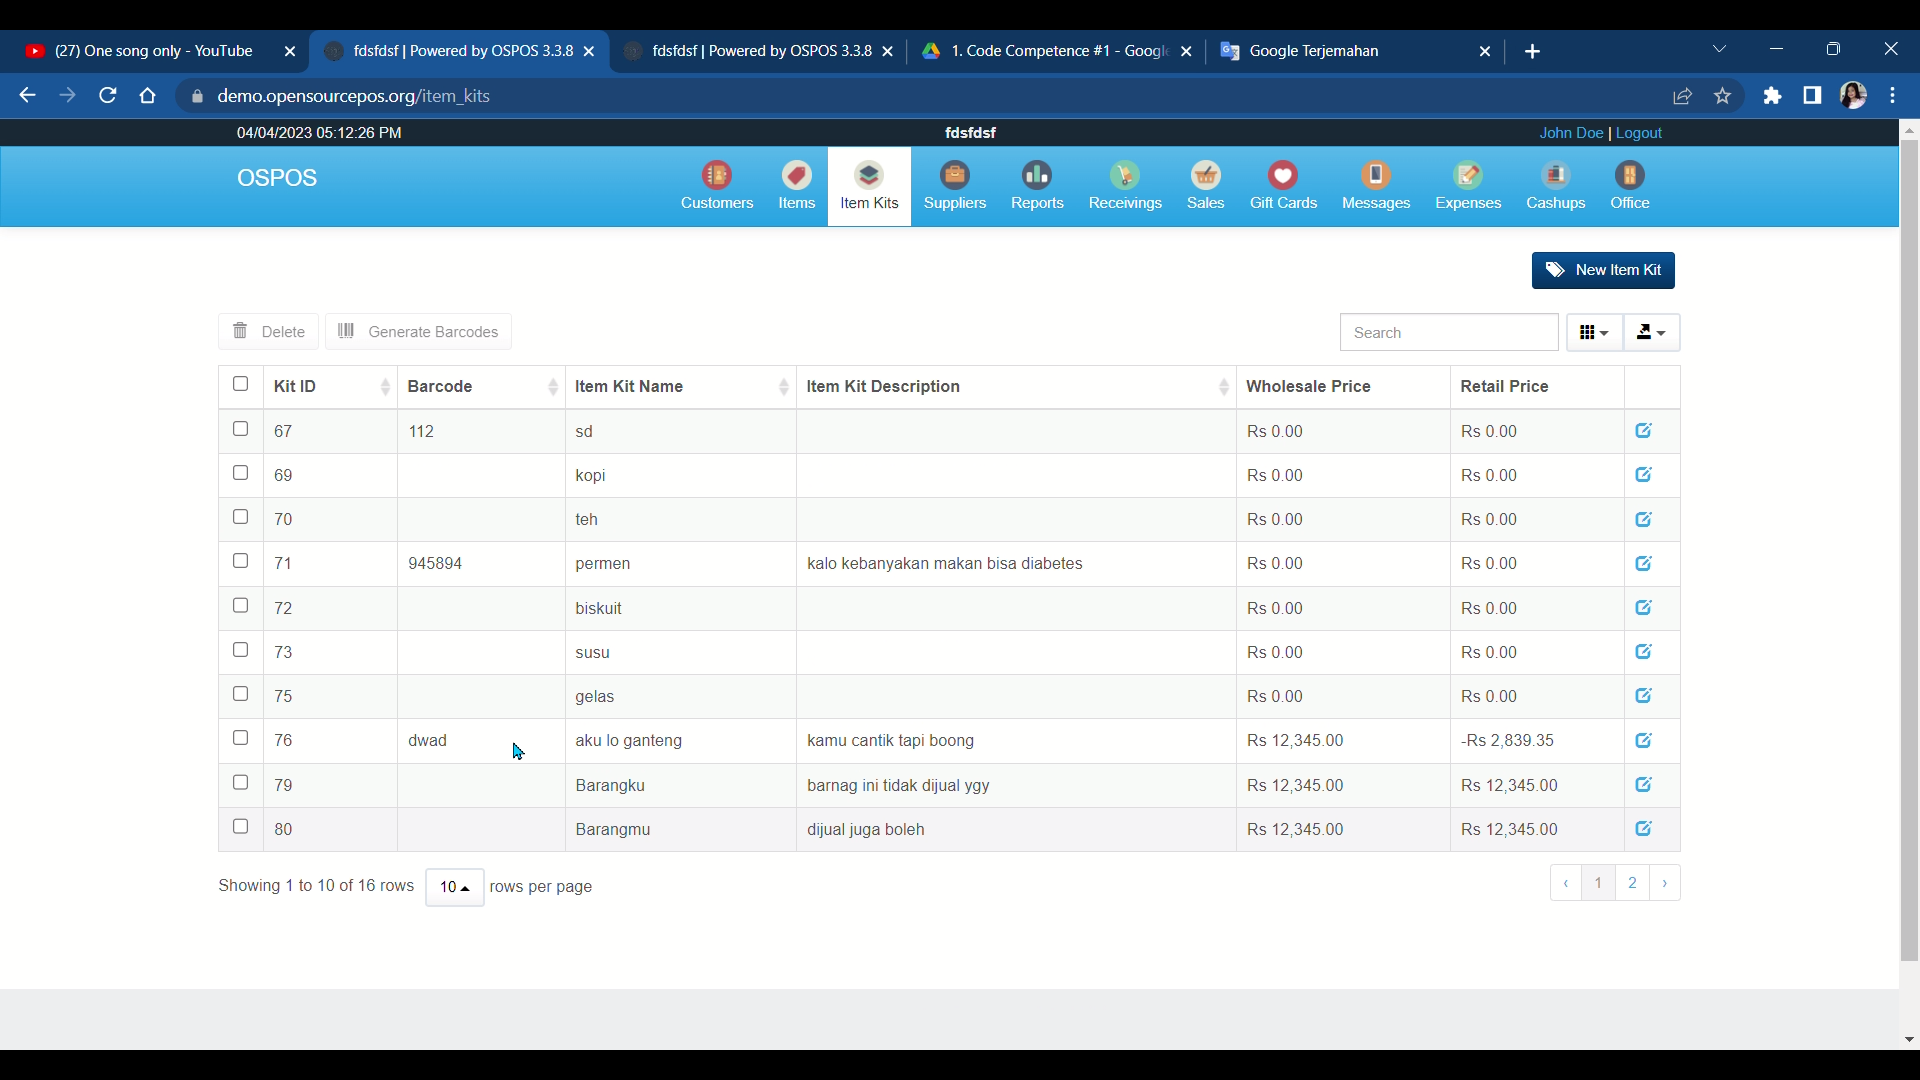 (27) One song only - YouTube
fdsfdsf | Powered by OSPOS 3.3.8
fdsfdsf | Powered by OSPOS 3.3.8
1. Code Competence #1 - Google
Google Terjemahan
demo.opensourcepos.org/item_kits
04/04/2023 05:12:26 PM fdsfdsf John Doe | Logout
OSPOS
Customers Items Item Kits Suppliers Reports Receivings Sales Gift Cards Messages Expenses Cashups Office
New Item Kit
Delete Generate Barcodes Search
Kit ID Barcode Item Kit Name Item Kit Description Wholesale Price Retail Price
67 112 sd Rs 0.00 Rs 0.00
69 kopi Rs 0.00 Rs 0.00
70 teh Rs 0.00 Rs 0.00
71 945894 permen kalo kebanyakan makan bisa diabetes Rs 0.00 Rs 0.00
72 biskuit Rs 0.00 Rs 0.00
73 susu Rs 0.00 Rs 0.00
75 gelas Rs 0.00 Rs 0.00
76 dwad aku lo ganteng kamu cantik tapi boong Rs 12,345.00 -Rs 2,839.35
79 Barangku barnag ini tidak dijual ygy Rs 12,345.00 Rs 12,345.00
80 Barangmu dijual juga boleh Rs 12,345.00 Rs 12,345.00
Showing 1 to 10 of 16 rows 10 rows per page ‹ 1 2 ›